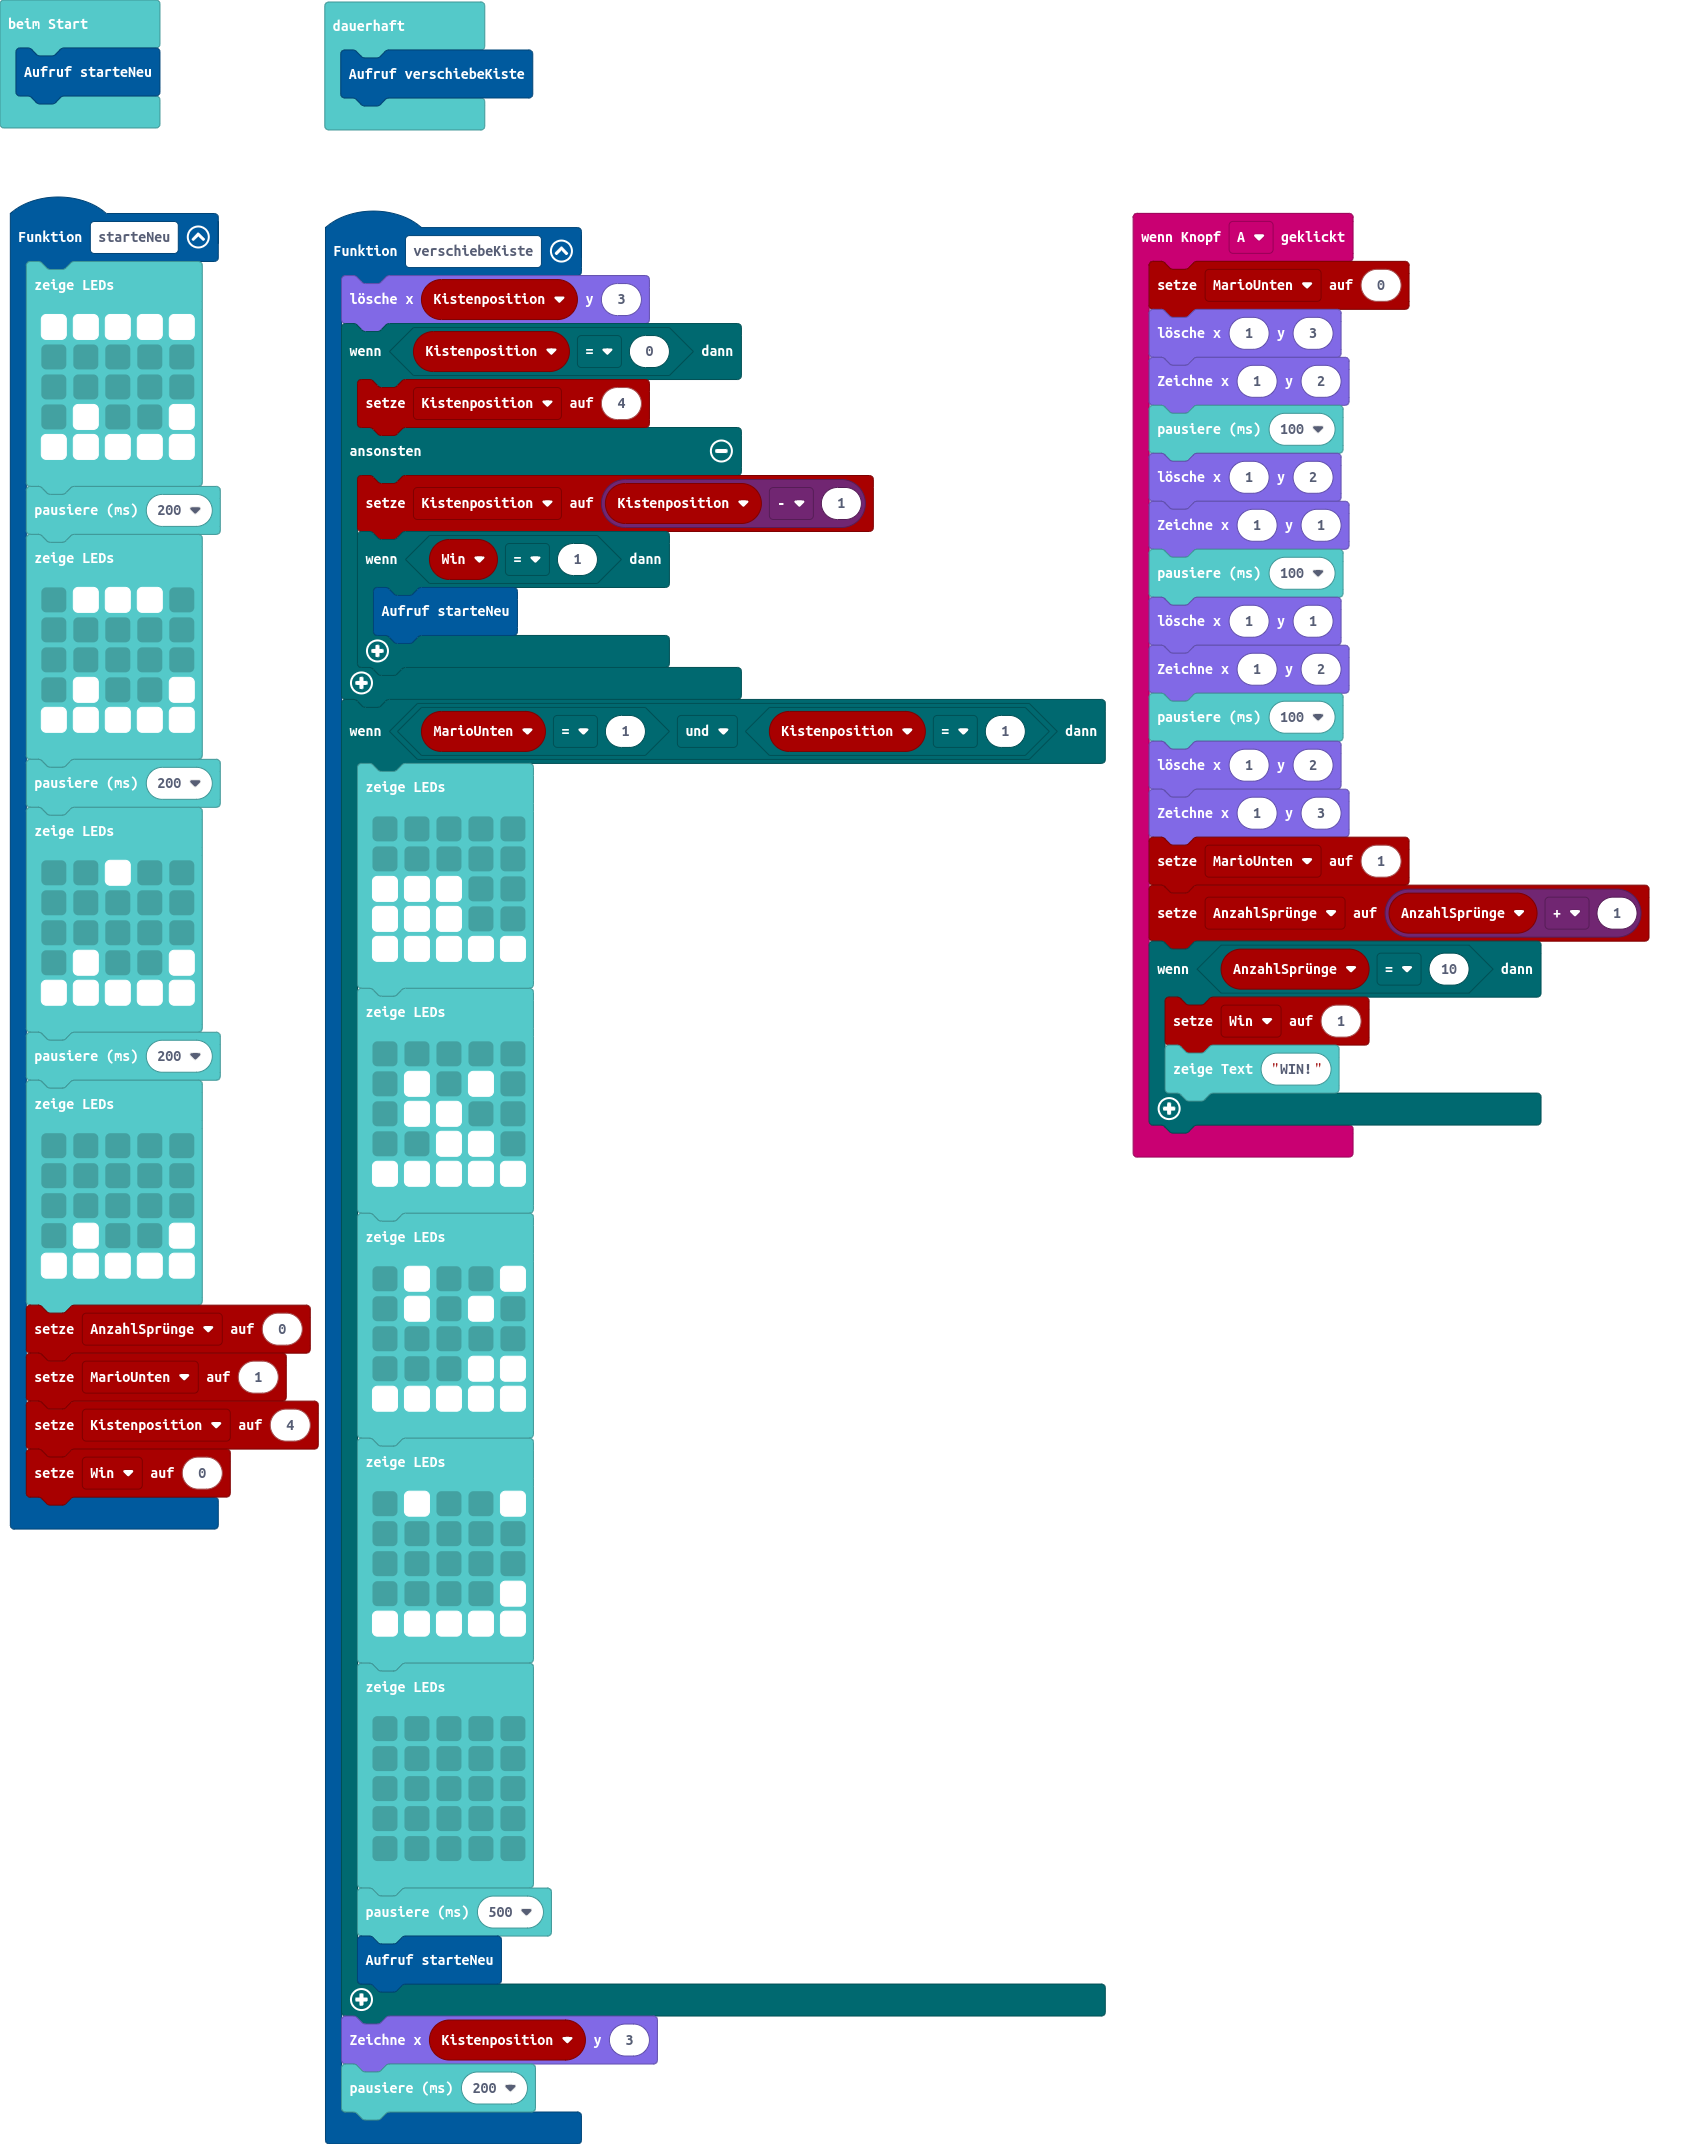 beim Start
Aufruf starteNeu
dauerhaft
Aufruf verschiebeKiste
Funktion starteNeu
zeige LEDs
pausiere (ms) 200
zeige LEDs
pausiere (ms) 200
zeige LEDs
pausiere (ms) 200
zeige LEDs
setze AnzahlSprünge auf 0
setze MarioUnten auf 1
setze Kistenposition auf 4
setze Win auf 0
Funktion verschiebeKiste
lösche x Kistenposition y 3
wenn Kistenposition = 0 dann
setze Kistenposition auf 4
ansonsten
setze Kistenposition auf Kistenposition - 1
wenn Win = 1 dann
Aufruf starteNeu
wenn MarioUnten = 1 und Kistenposition = 1 dann
zeige LEDs
zeige LEDs
zeige LEDs
zeige LEDs
zeige LEDs
pausiere (ms) 500
Aufruf starteNeu
Zeichne x Kistenposition y 3
pausiere (ms) 200
wenn Knopf A geklickt
setze MarioUnten auf 0
lösche x 1 y 3
Zeichne x 1 y 2
pausiere (ms) 100
lösche x 1 y 2
Zeichne x 1 y 1
pausiere (ms) 100
lösche x 1 y 1
Zeichne x 1 y 2
pausiere (ms) 100
lösche x 1 y 2
Zeichne x 1 y 3
setze MarioUnten auf 1
setze AnzahlSprünge auf AnzahlSprünge + 1
wenn AnzahlSprünge = 10 dann
setze Win auf 1
zeige Text "WIN!"